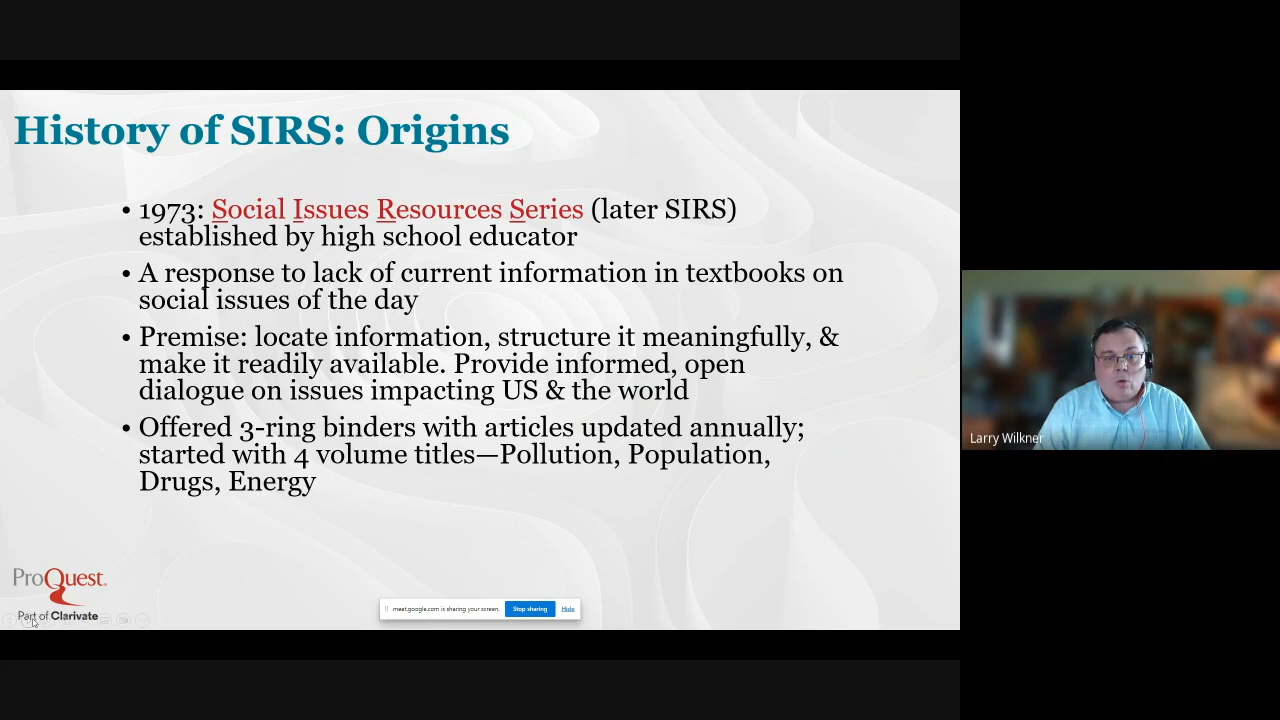 History of SIRS: Origins
• 1973: Social Issues Resources Series (later SIRS)
established by high school educator
• A response to lack of current information in textbooks on
social issues of the day
• Premise: locate information, structure it meaningfully, &
make it readily available. Provide informed, open
dialogue on issues impacting US & the world
• Offered 3-ring binders with articles updated annually;
started with 4 volume titles—Pollution, Population,
Drugs, Energy
ProQuest.
Part of Clarivate
meet.google.com is sharing your screen. Stop sharing Hide
Larry Wilkner